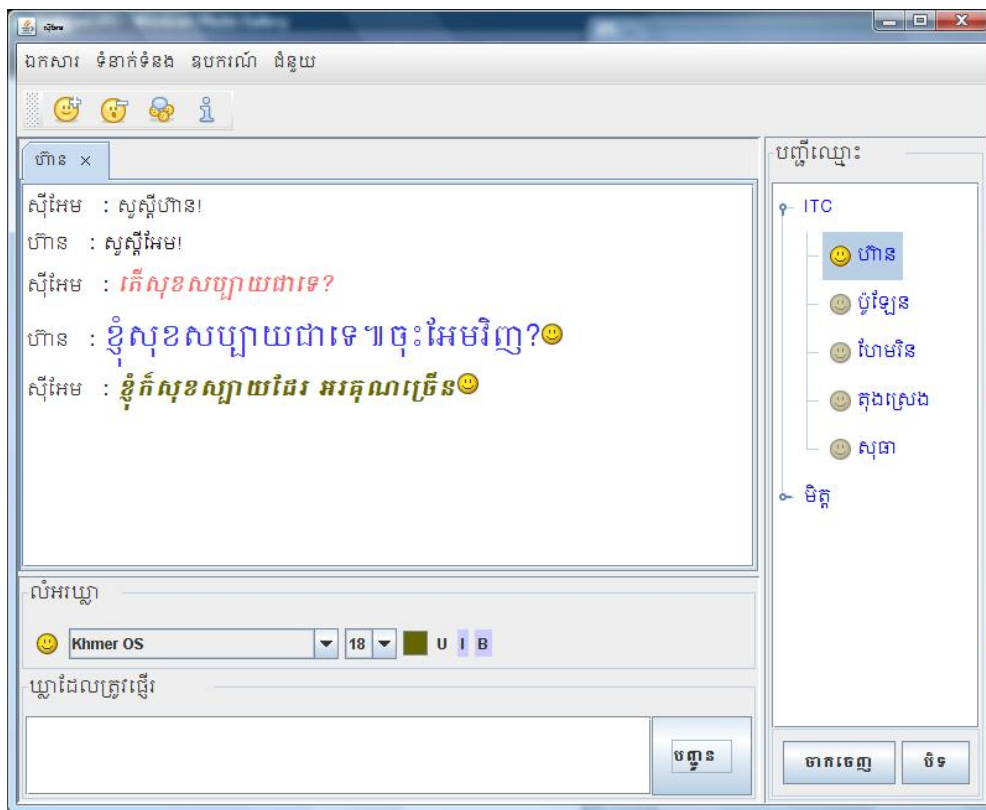 ឯកសារ ទំនាក់ទំនង ឧបករណ៍ ជំនួយ
ហ៊ាន ×
ស៊ីអែម : សួស្តីហ៊ាន!
ហ៊ាន : សួស្តីអែម!
ស៊ីអែម : តើសុខសប្បាយជាទេ?
ហ៊ាន : ខ្ញុំសុខសប្បាយជាទេ៕ចុះអែមវិញ?
ស៊ីអែម : ខ្ញុំក៏សុខស្បាយដែរ អរគុណច្រើន
លំអរឃ្លា
Khmer OS 18 U I B
ឃ្លាដែលត្រូវផ្ញើរ
បញ្ជូន
បញ្ជីឈ្មោះ
ITC
ហ៊ាន
ប៉ូឡែន
ហែមរិន
តុងស្រេង
សុធា
មិត្ត
ចាកចេញ បិទ